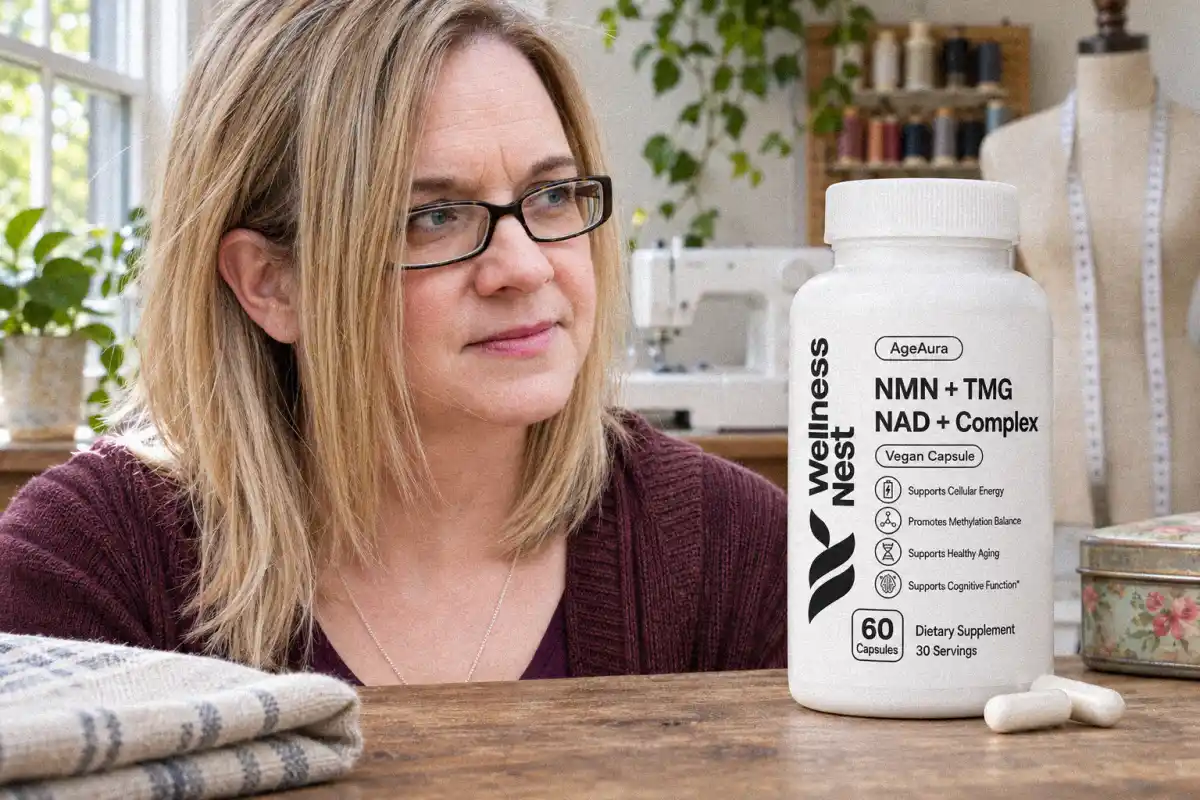 Wellness
Nest
AgeAura
NMN + TMG
NAD + Complex
Vegan Capsule
Supports Cellular Energy
Promotes Methylation Balance
Supports Healthy Aging
Supports Cognitive Function*
60
Capsules
Dietary Supplement
30 Servings